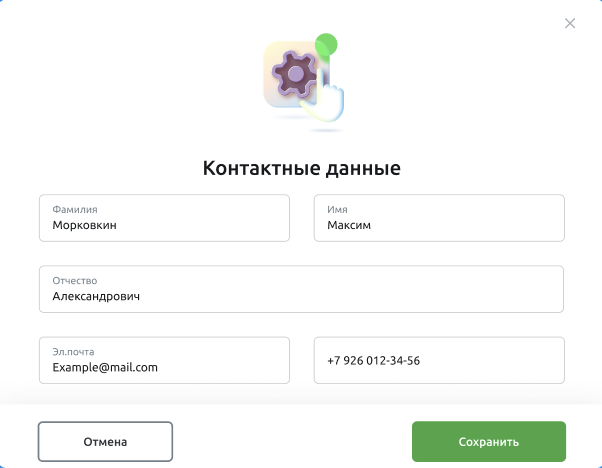 Контактные данные
Фамилия
Морковкин
Имя
Максим
Отчество
Александрович
Эл.почта
Example@mail.com
+7 926 012-34-56
Отмена
Сохранить